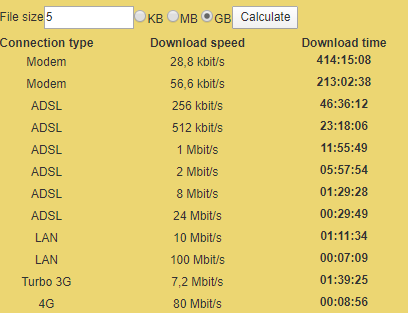 File size 5 KB MB GB Calculate
Connection type Download speed Download time
Modem 28,8 kbit/s 414:15:08
Modem 56,6 kbit/s 213:02:38
ADSL 256 kbit/s 46:36:12
ADSL 512 kbit/s 23:18:06
ADSL 1 Mbit/s 11:55:49
ADSL 2 Mbit/s 05:57:54
ADSL 8 Mbit/s 01:29:28
ADSL 24 Mbit/s 00:29:49
LAN 10 Mbit/s 01:11:34
LAN 100 Mbit/s 00:07:09
Turbo 3G 7,2 Mbit/s 01:39:25
4G 80 Mbit/s 00:08:56